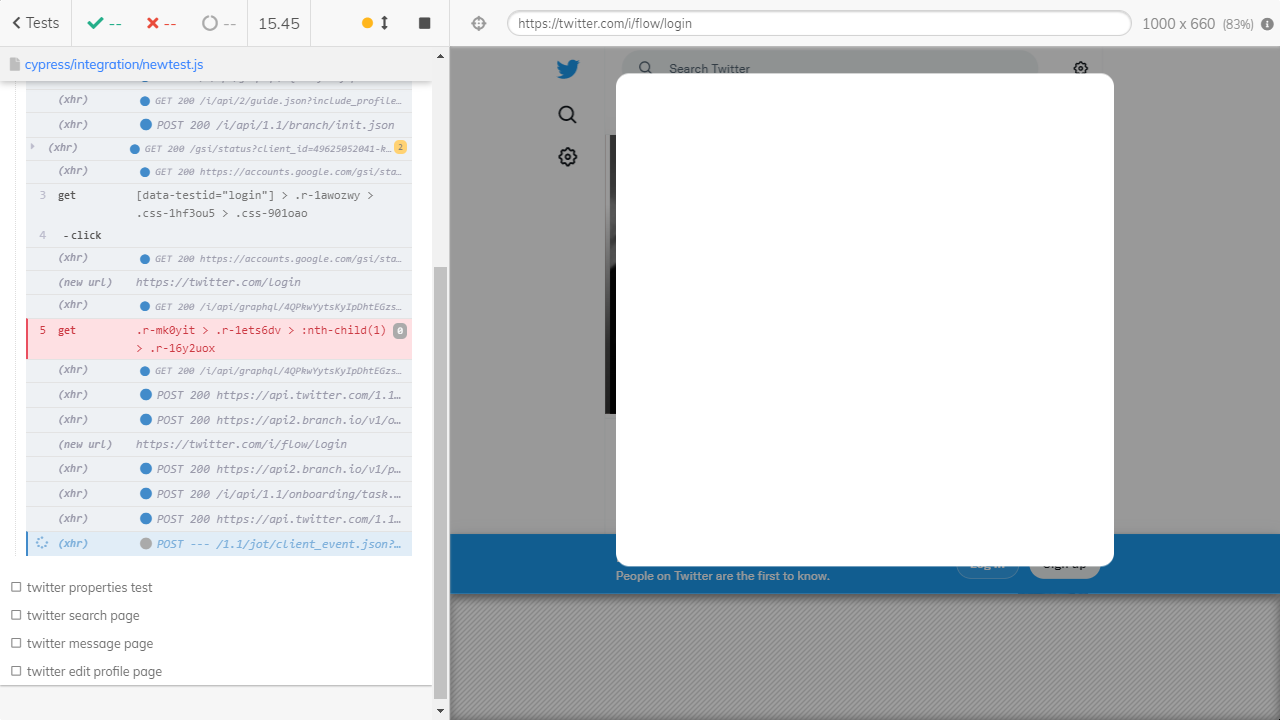 Tests
--
--
--
15.45
https://twitter.com/i/flow/login
1000 x 660 (83%)
cypress/integration/newtest.js
(xhr) GET 200 /i/api/2/guide.json?include_profile…
(xhr) POST 200 /i/api/1.1/branch/init.json
(xhr) GET 200 /gsi/status?client_id=49625052041-k… 2
(xhr) GET 200 https://accounts.google.com/gsi/sta…
3 get [data-testid="login"] > .r-1awozwy >
.css-1hf3ou5 > .css-901oao
4 -click
(xhr) GET 200 https://accounts.google.com/gsi/sta…
(new url) https://twitter.com/login
(xhr) GET 200 /i/api/graphql/4QPkwYytsKyIpDhtEGzs…
5 get .r-mk0yit > .r-1ets6dv > :nth-child(1) 0
> .r-16y2uox
(xhr) GET 200 /i/api/graphql/4QPkwYytsKyIpDhtEGzs…
(xhr) POST 200 https://api.twitter.com/1.1…
(xhr) POST 200 https://api2.branch.io/v1/o…
(new url) https://twitter.com/i/flow/login
(xhr) POST 200 https://api2.branch.io/v1/p…
(xhr) POST 200 /i/api/1.1/onboarding/task.…
(xhr) POST 200 https://api.twitter.com/1.1…
(xhr) POST --- /1.1/jot/client_event.json?…
twitter properties test
twitter search page
twitter message page
twitter edit profile page
Search Twitter
People on Twitter are the first to know.
Log in
Sign up